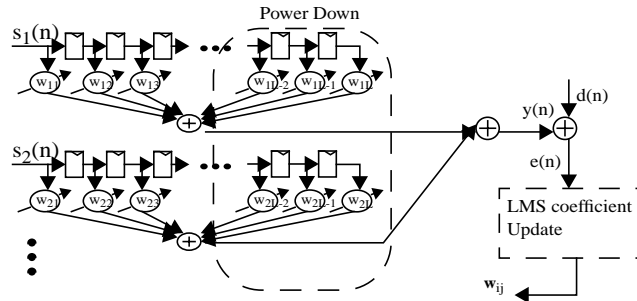 Power Down
s1(n)
w11 w12 w13 w1L-2 w1L-1 w1L
+
d(n)
y(n)
+ +
s2(n)
e(n)
w21 w22 w23 w2L-2 w2L-1 w2L
+
LMS coefficient
Update
wij